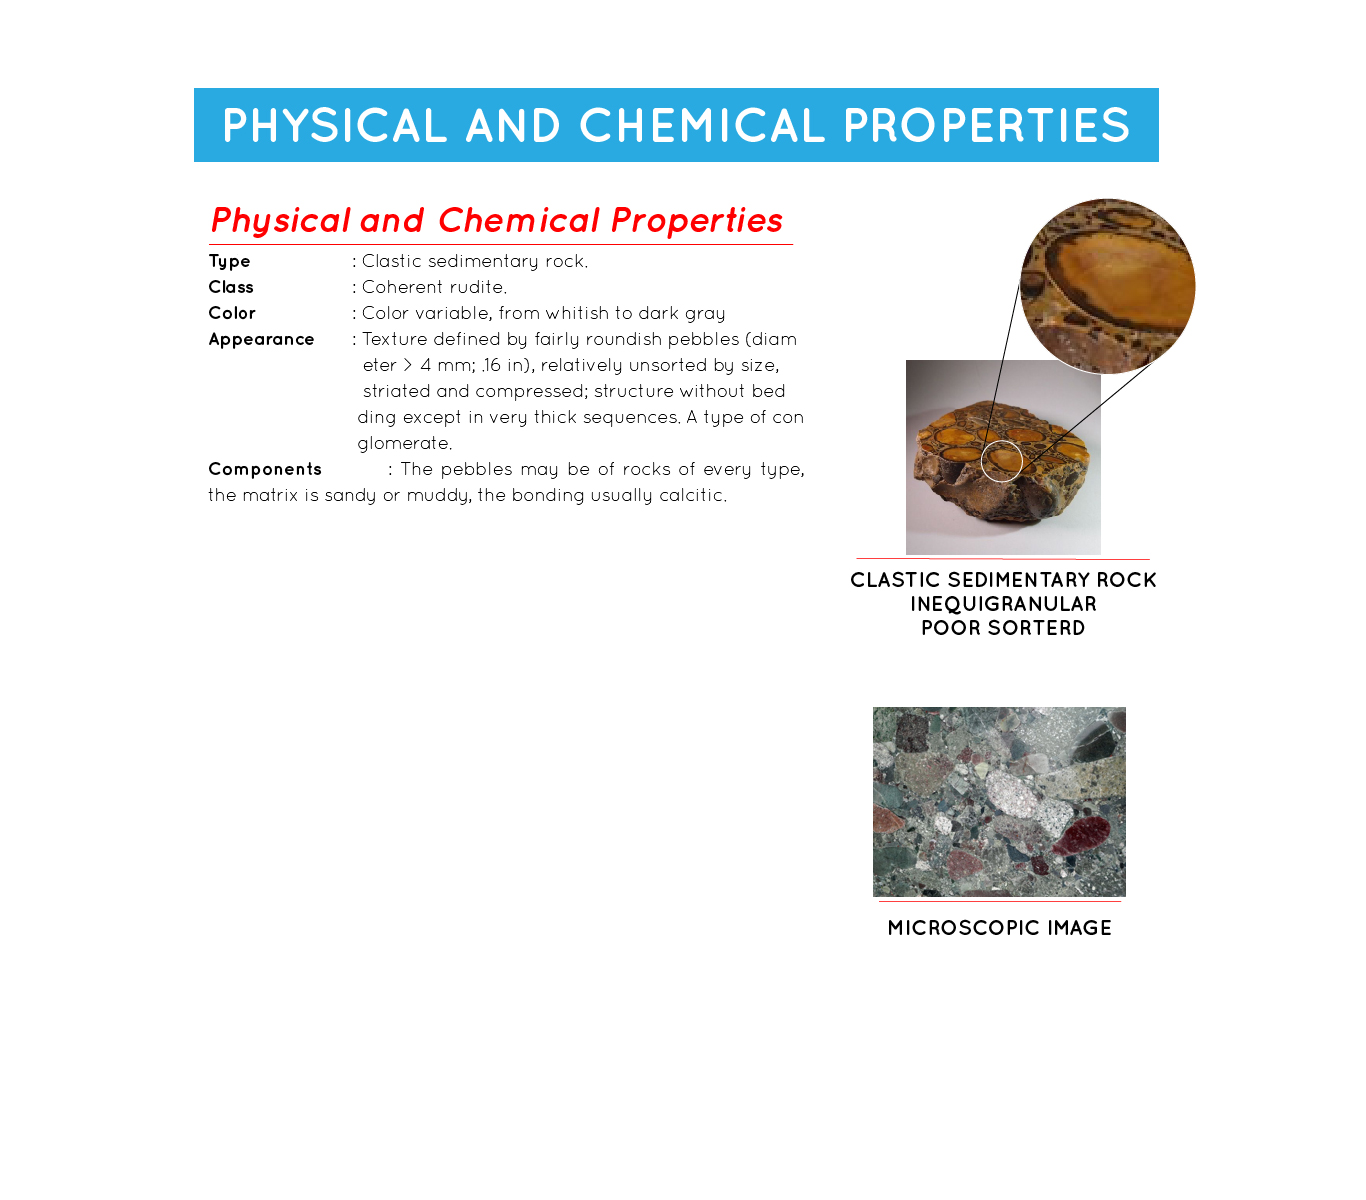 PHYSICAL AND CHEMICAL PROPERTIES
Physical and Chemical Properties
Type : Clastic sedimentary rock.
Class : Coherent rudite.
Color : Color variable, from whitish to dark gray
Appearance : Texture defined by fairly roundish pebbles (diam
eter > 4 mm; .16 in), relatively unsorted by size,
striated and compressed; structure without bed
ding except in very thick sequences. A type of con
glomerate.
Components : The pebbles may be of rocks of every type,
the matrix is sandy or muddy, the bonding usually calcitic.
CLASTIC SEDIMENTARY ROCK
INEQUIGRANULAR
POOR SORTERD
MICROSCOPIC IMAGE